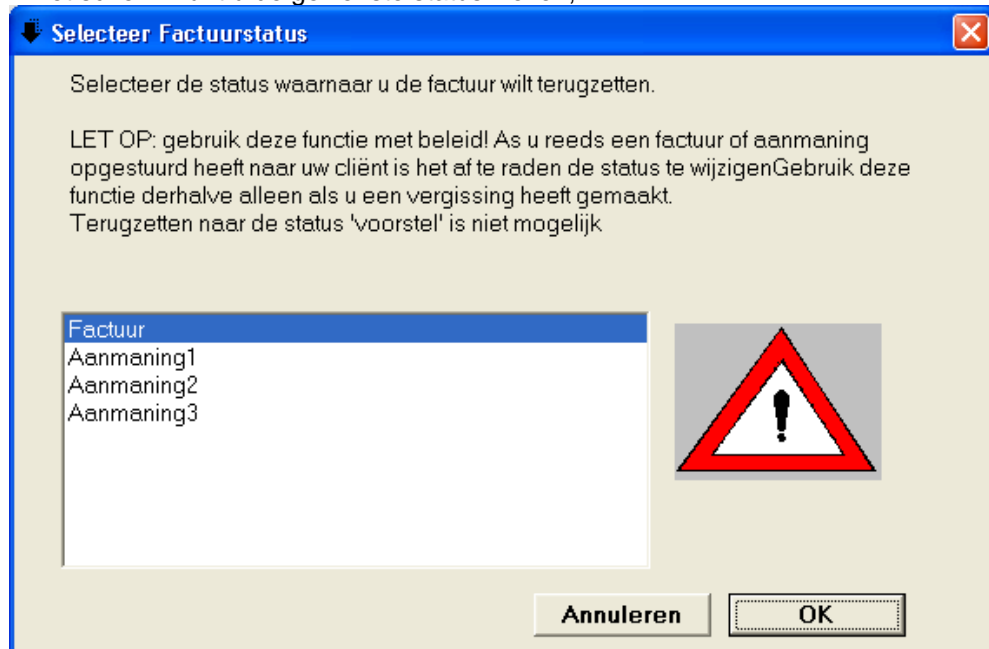 Selecteer Factuurstatus
Selecteer de status waarnaar u de factuur wilt terugzetten.
LET OP: gebruik deze functie met beleid! As u reeds een factuur of aanmaning
opgestuurd heeft naar uw cliënt is het af te raden de status te wijzigenGebruik deze
functie derhalve alleen als u een vergissing heeft gemaakt.
Terugzetten naar de status 'voorstel' is niet mogelijk
Factuur
Aanmaning1
Aanmaning2
Aanmaning3
Annuleren
OK